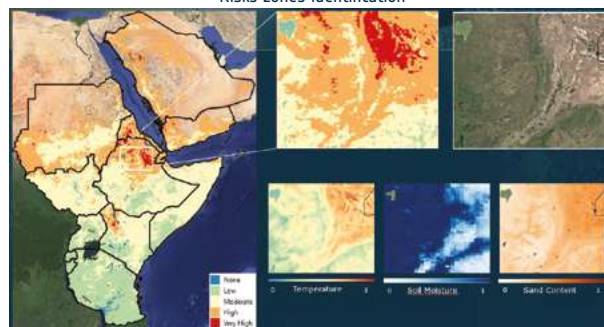 Risks zones identification
None
Low
Moderate
High
Very High
0 Temperature 1
0 Soil Moisture 1
0 Sand Content 1